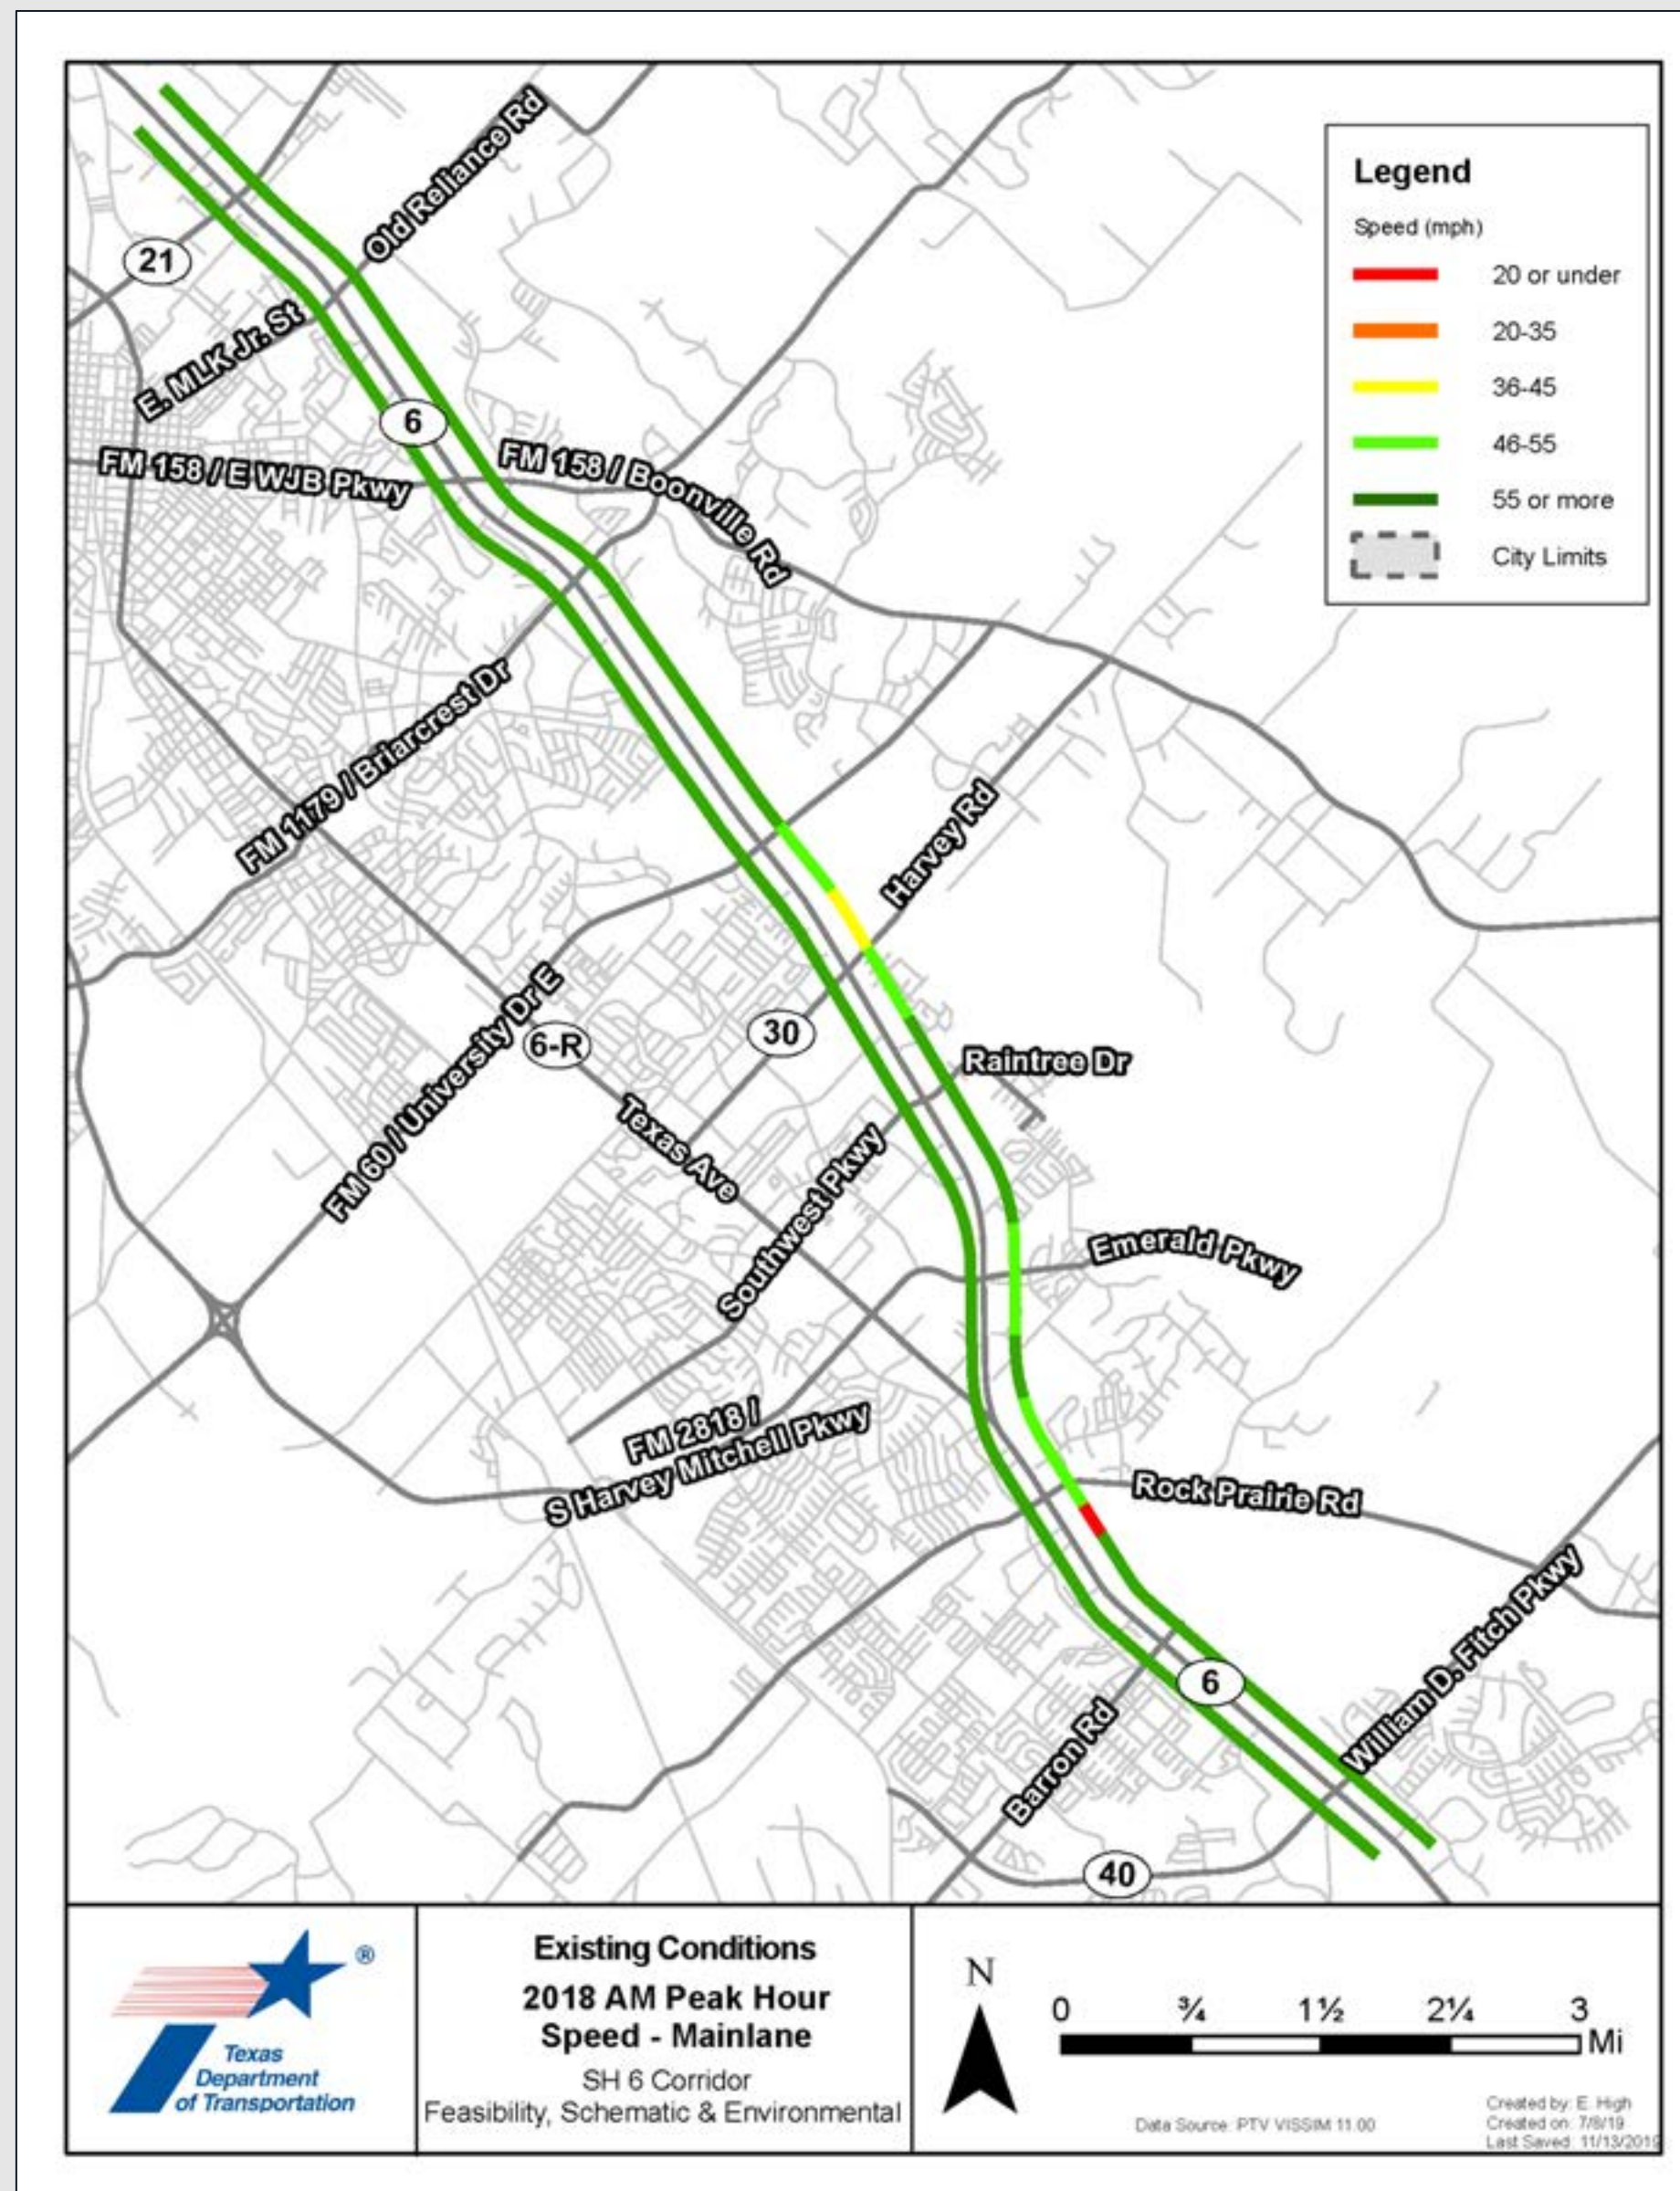 Old Reliance Rd
21
E. MLK Jr. St
6
FM 158 / E WJB Pkwy
FM 158 / Boonville Rd
FM 1179 / Briarcrest Dr
Harvey Rd
FM 60 / University Dr E
6-R
30
Raintree Dr
Texas Ave
Southwest Pkwy
Emerald Pkwy
FM 2818 /
S Harvey Mitchell Pkwy
Rock Prairie Rd
William D. Fitch Pkwy
6
Barron Rd
40
Legend
Speed (mph)
20 or under
20-35
36-45
46-55
55 or more
City Limits
®
Texas
Department
of Transportation
Existing Conditions
2018 AM Peak Hour
Speed - Mainlane
SH 6 Corridor
Feasibility, Schematic & Environmental
N
0 ¾ 1½ 2¼ 3
Mi
Data Source: PTV VISSIM 11.00
Created by: E. High
Created on: 7/8/19
Last Saved: 11/13/2019